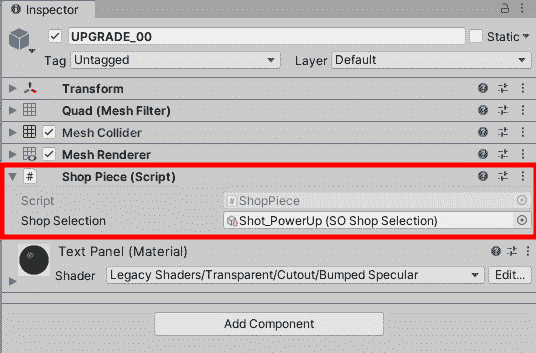 Inspector
UPGRADE_00 Static
Tag Untagged Layer Default
Transform
Quad (Mesh Filter)
Mesh Collider
Mesh Renderer
# Shop Piece (Script)
Script # ShopPiece
Shop Selection Shot_PowerUp (SO Shop Selection)
Text Panel (Material)
Shader Legacy Shaders/Transparent/Cutout/Bumped Specular Edit...
Add Component